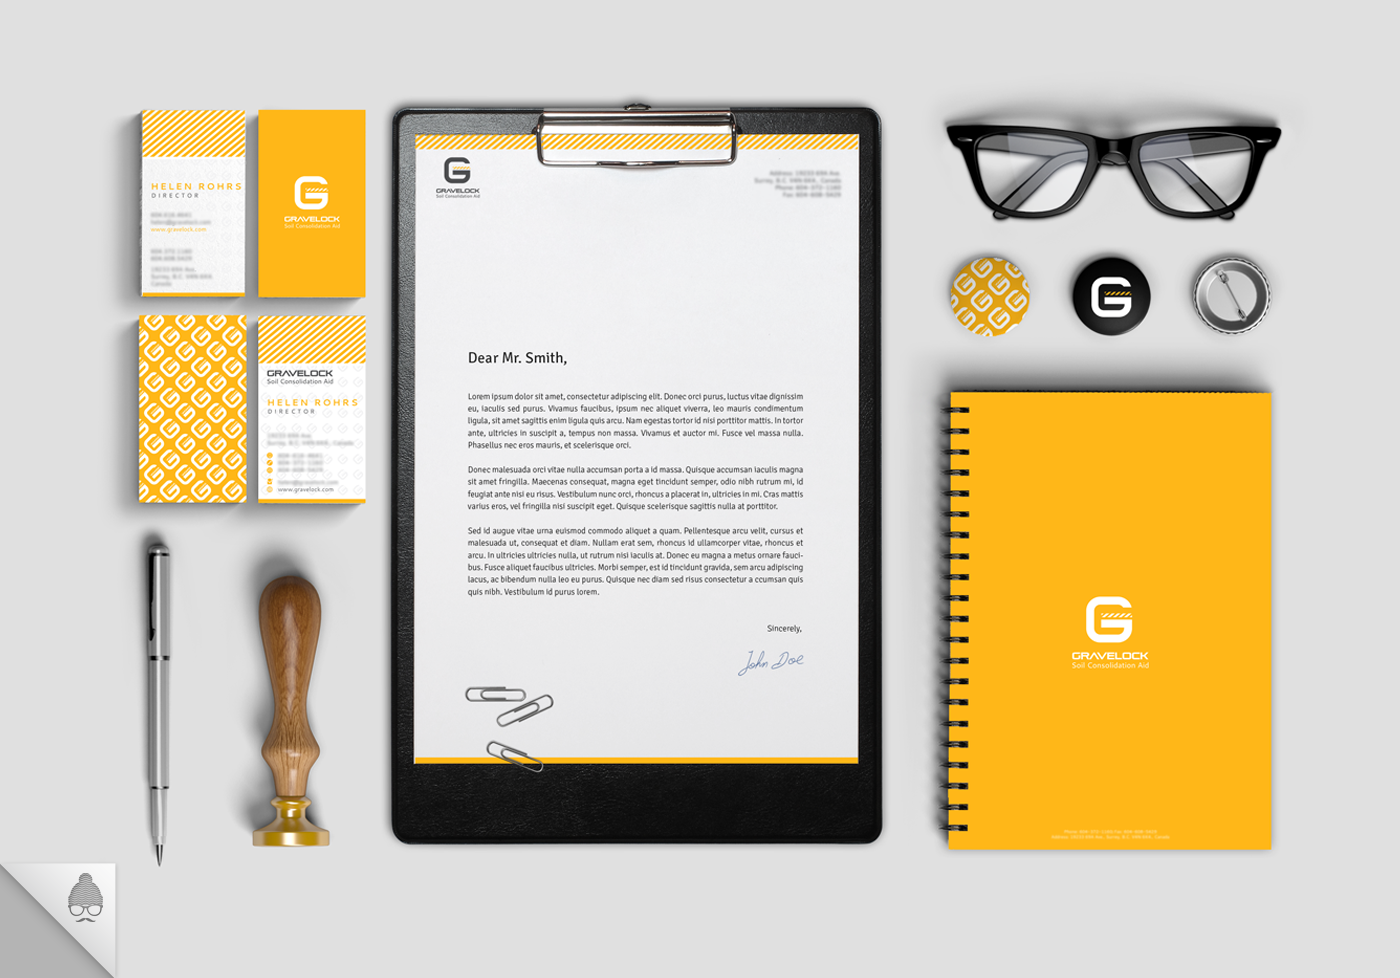 HELEN ROHRS
DIRECTOR
www.gravelock.com
GRAVELOCK
Soil Consolidation Aid
GRAVELOCK
Soil Consolidation Aid
HELEN ROHRS
DIRECTOR
www.gravelock.com
GRAVELOCK
Soil Consolidation Aid
Dear Mr. Smith,
Lorem ipsum dolor sit amet, consectetur adipiscing elit. Donec orci purus, luctus vitae dignissim
eu, iaculis sed purus. Vivamus faucibus, ipsum nec aliquet viverra, leo mauris condimentum
ligula, sit amet sagittis enim ligula quis arcu. Nam egestas tortor id nisi porttitor mattis. In tortor
ante, ultricies in suscipit a, tempus non massa. Vivamus et auctor mi. Fusce vel massa nulla.
Phasellus nec eros mauris, et scelerisque orci.
Donec malesuada orci vitae nulla accumsan porta a id massa. Quisque accumsan iaculis magna
sit amet fringilla. Maecenas consequat, magna eget tincidunt semper, odio nibh rutrum mi, id
feugiat ante nisi eu risus. Vestibulum nunc orci, rhoncus a placerat in, ultricies in mi. Cras mattis
varius eros, vel fringilla nisi suscipit eget. Quisque scelerisque sagittis nulla at porttitor.
Sed id augue vitae urna euismod commodo aliquet a quam. Pellentesque arcu velit, cursus et
malesuada ut, consequat et diam. Nullam erat sem, rhoncus id ullamcorper vitae, rhoncus et
arcu. In ultricies ultricies nulla, ut rutrum nisi iaculis at. Donec eu magna a metus ornare fauci-
bus. Fusce aliquet faucibus ultricies. Morbi semper, est id tincidunt gravida, sem arcu adipiscing
lacus, ac bibendum nulla leo eu purus. Quisque nec diam sed risus consectetur a ccumsan quis
quis nibh. Vestibulum id purus lorem.
Sincerely,
John Doe
GRAVELOCK
Soil Consolidation Aid